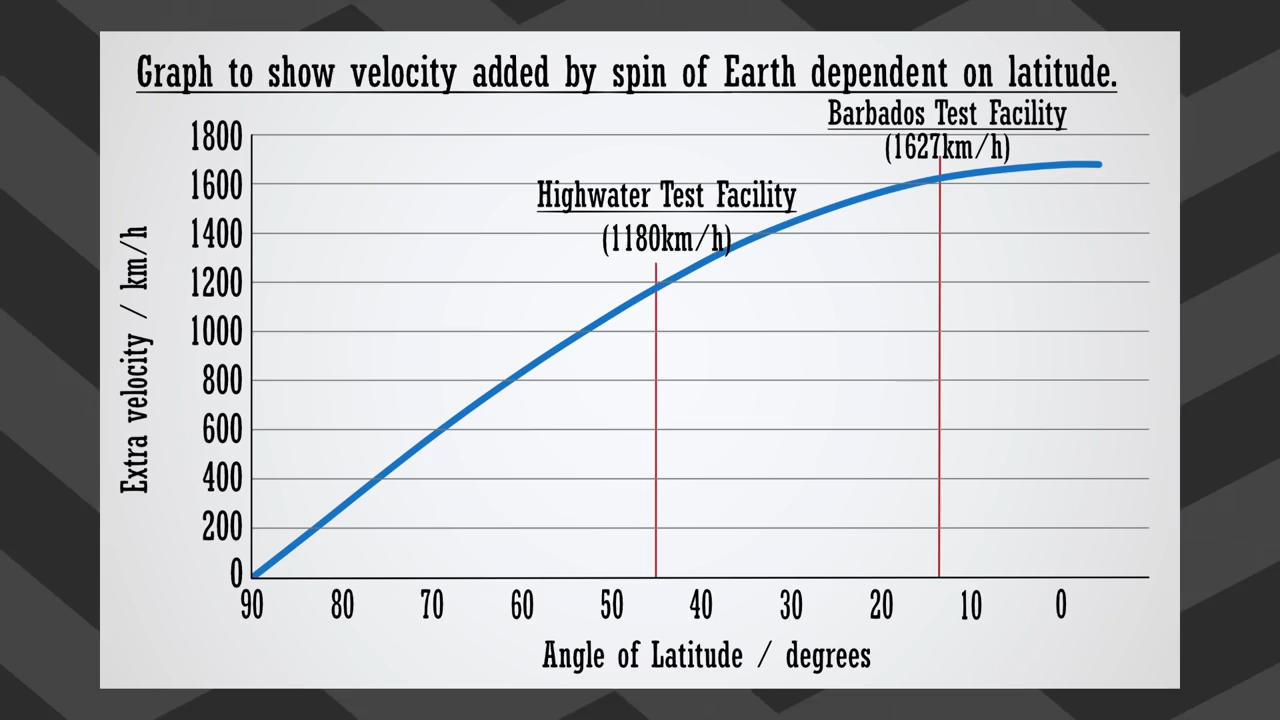 Graph to show velocity added by spin of Earth dependent on latitude.
Barbados Test Facility
(1627km/h)
Highwater Test Facility
(1180km/h)
Extra velocity / km/h
1800
1600
1400
1200
1000
800
600
400
200
0
90 80 70 60 50 40 30 20 10 0
Angle of Latitude / degrees